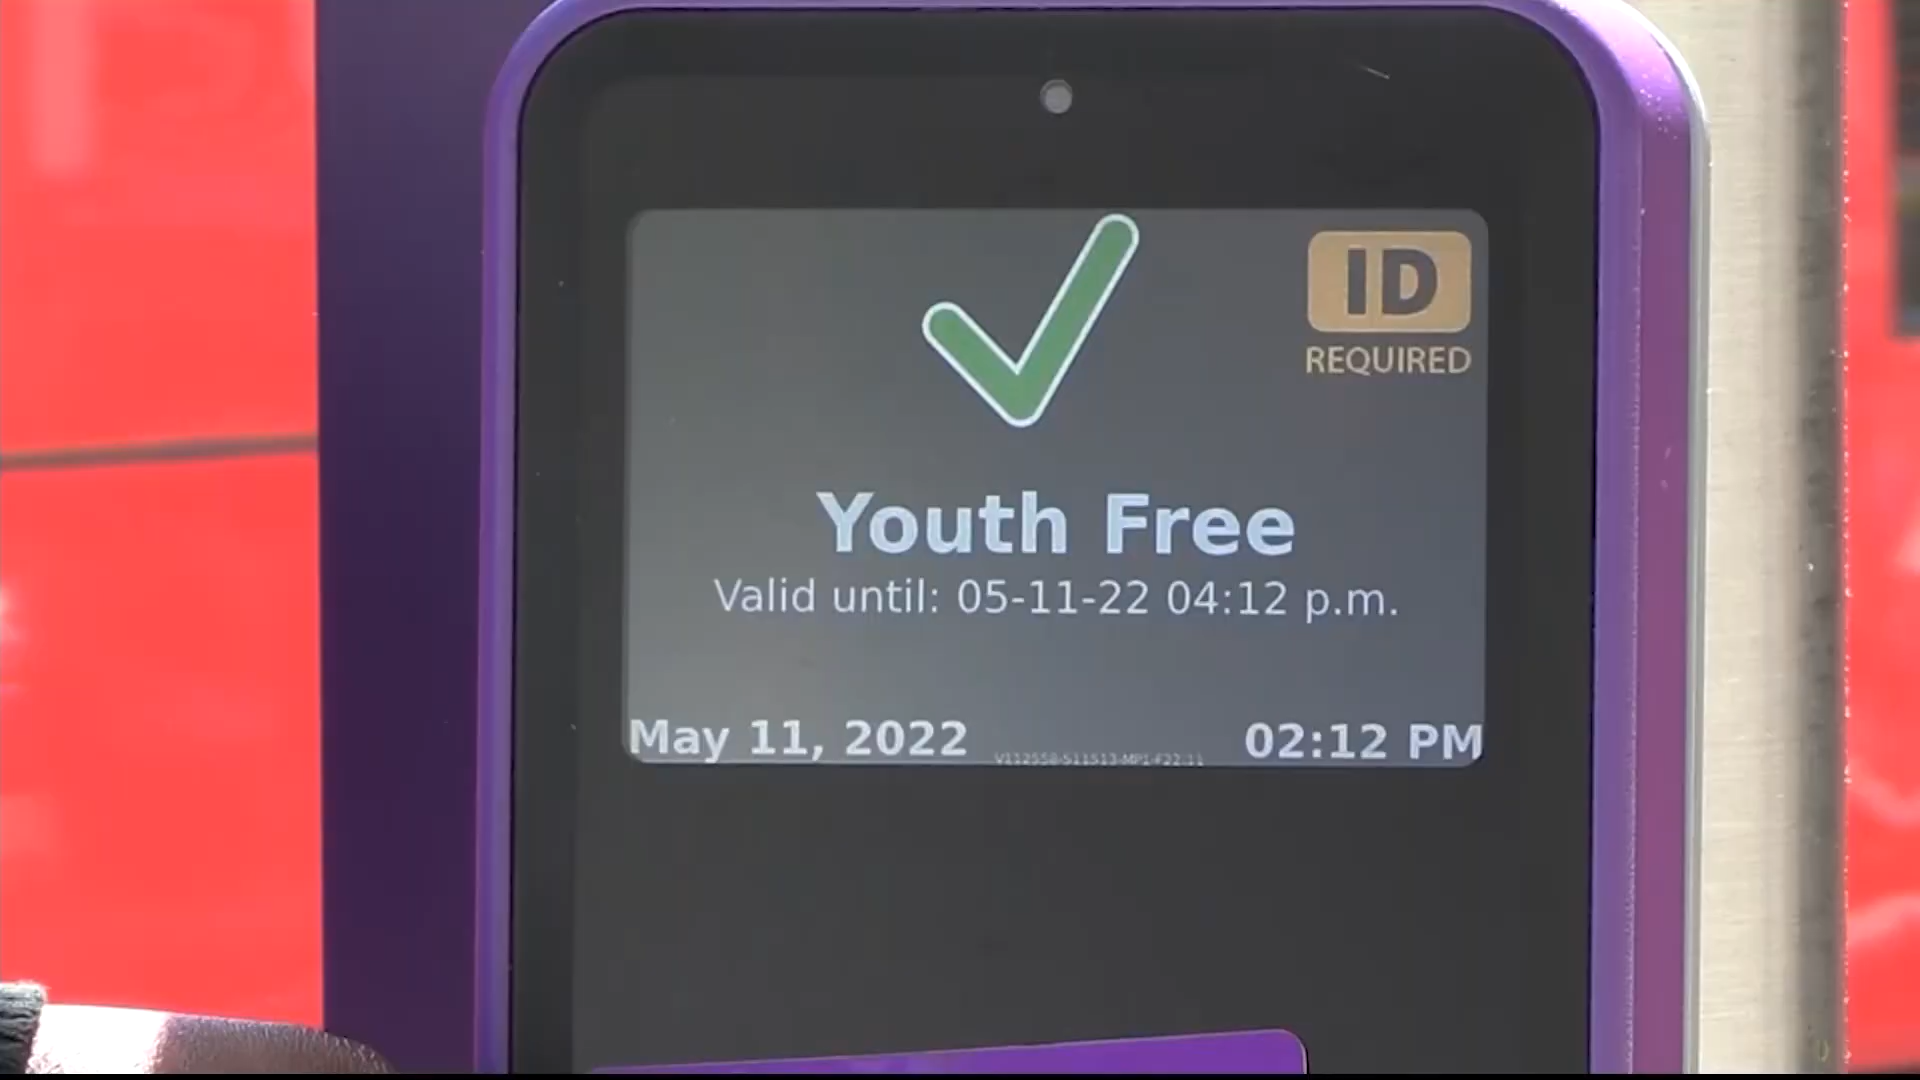 ID
REQUIRED
Youth Free
Valid until: 05-11-22 04:12 p.m.
May 11, 2022
02:12 PM